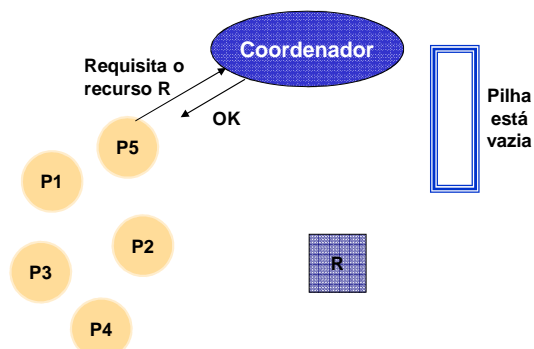 Coordenador
Requisita o
recurso R
OK
Pilha
está
vazia
P5
P1
P2
P3
R
P4